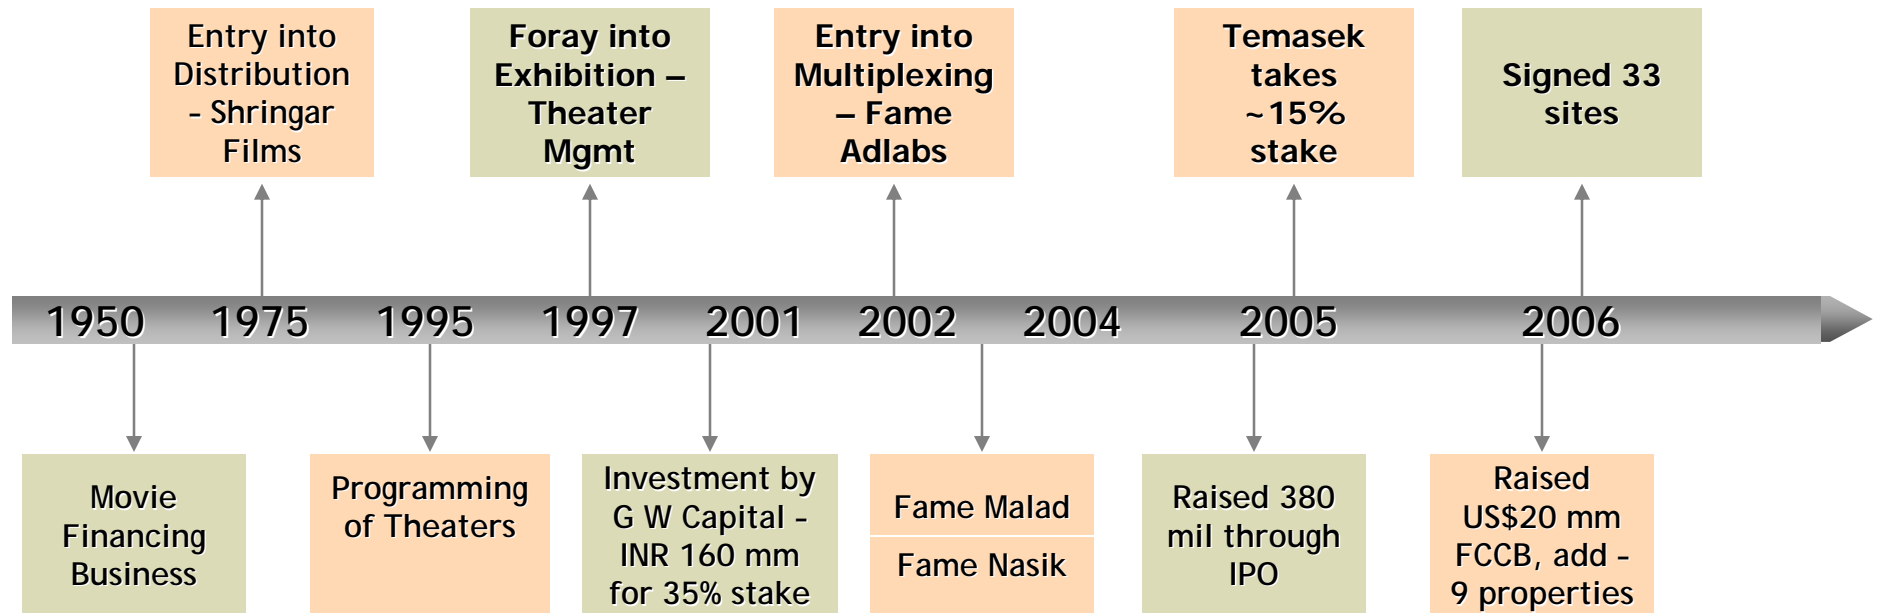 Entry into
Distribution
- Shringar
Films
Foray into
Exhibition –
Theater
Mgmt
Entry into
Multiplexing
– Fame
Adlabs
Temasek
takes
~15%
stake
Signed 33
sites
1950 1975 1995 1997 2001 2002 2004 2005 2006
Movie
Financing
Business
Programming
of Theaters
Investment by
G W Capital -
INR 160 mm
for 35% stake
Fame Malad
Fame Nasik
Raised 380
mil through
IPO
Raised
US$20 mm
FCCB, add -
9 properties